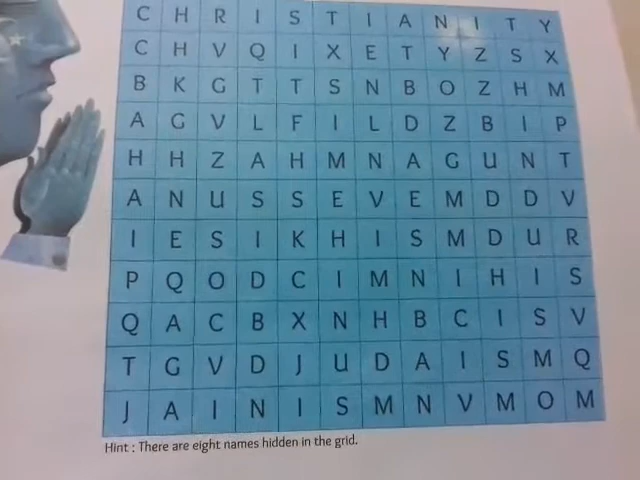 C H R I S T I A N I T Y
C H V Q I X E T Y Z S X
B K G T T S N B O Z H M
A G V L F I L D Z B I P
H H Z A H M N A G U N T
A N U S S E V E M D D V
I E S I K H I S M D U R
P Q O D C I M N I H I S
Q A C B X N H B C I S V
T G V D J U D A I S M Q
J A I N I S M N V M O M
Hint : There are eight names hidden in the grid.